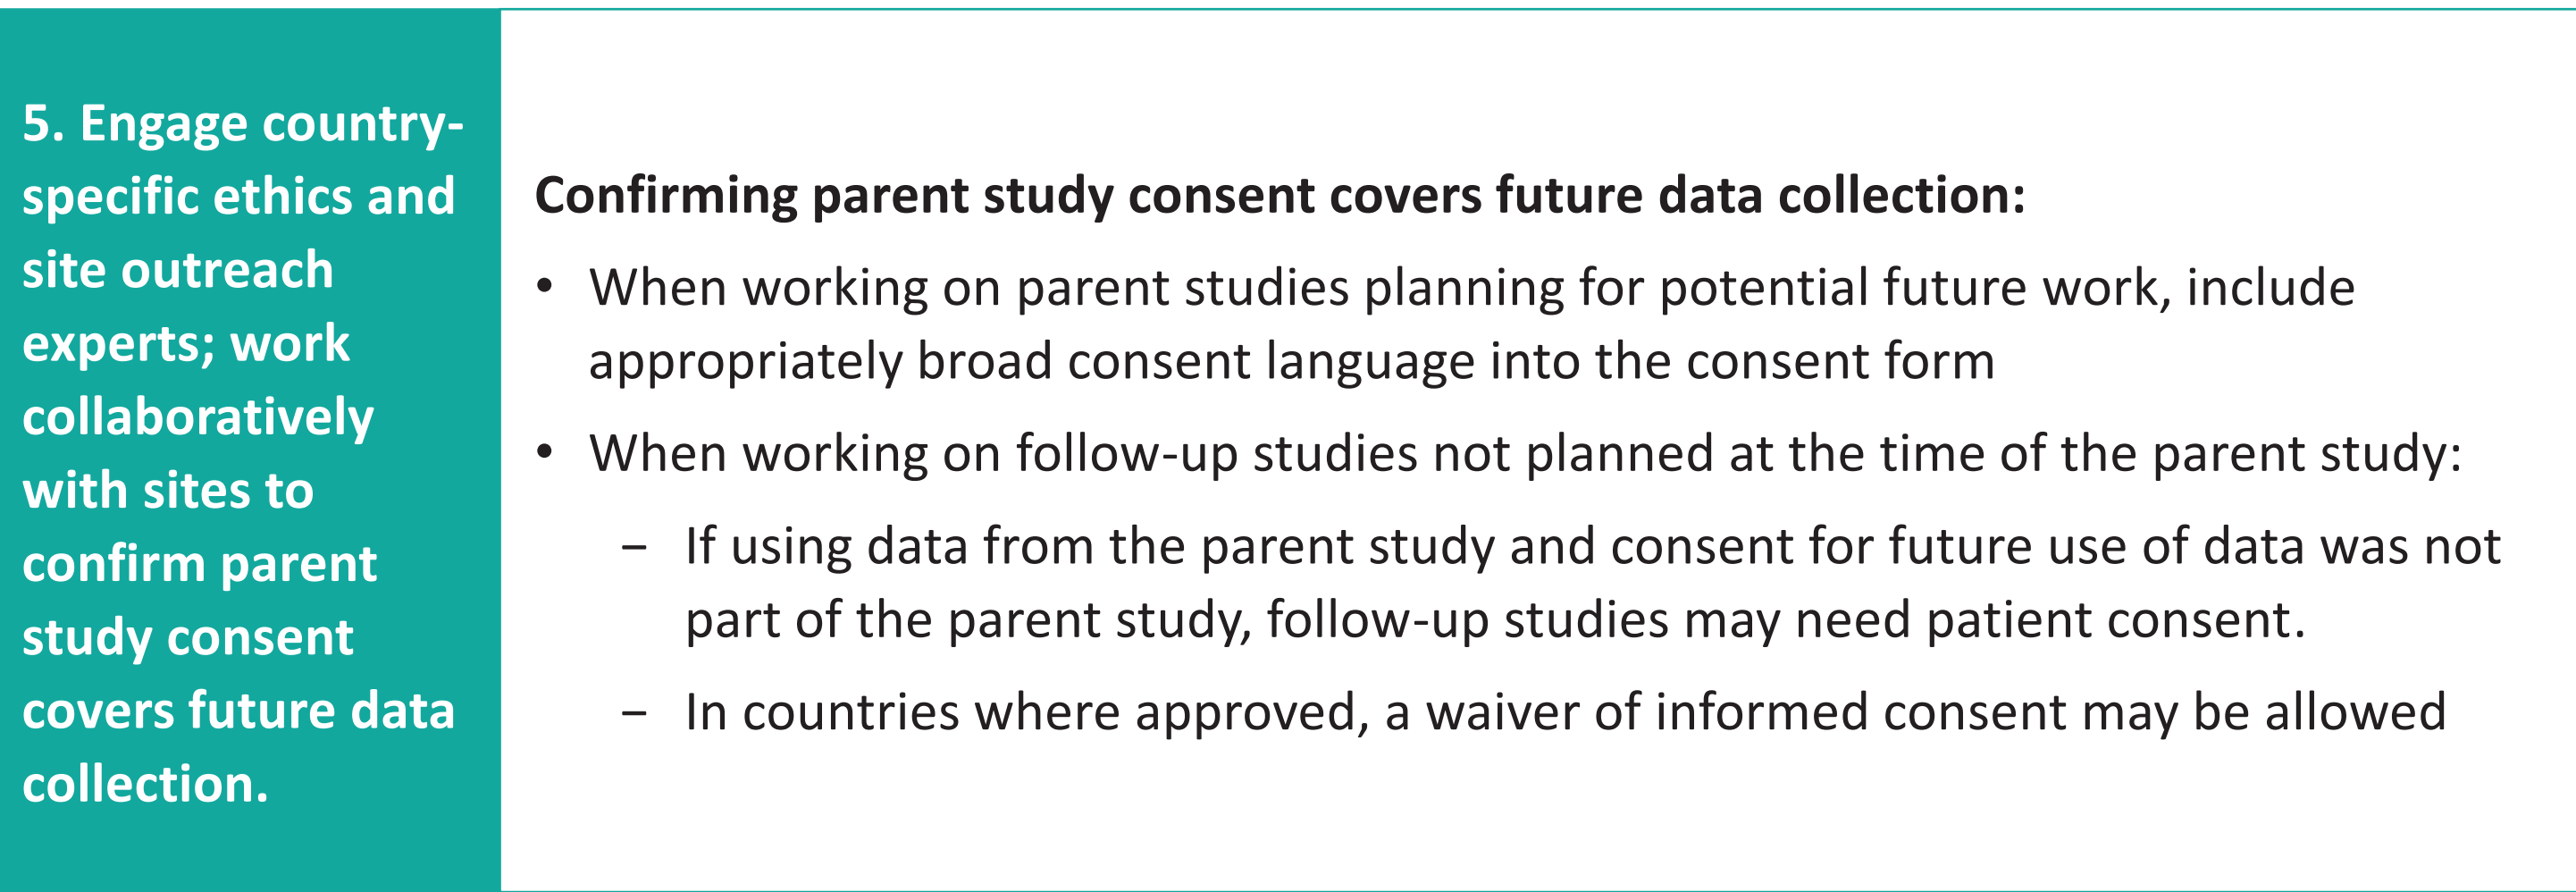 5. Engage country-
specific ethics and
site outreach
experts; work
collaboratively
with sites to
confirm parent
study consent
covers future data
collection.
Confirming parent study consent covers future data collection:
• When working on parent studies planning for potential future work, include
appropriately broad consent language into the consent form
• When working on follow-up studies not planned at the time of the parent study:
– If using data from the parent study and consent for future use of data was not
part of the parent study, follow-up studies may need patient consent.
– In countries where approved, a waiver of informed consent may be allowed